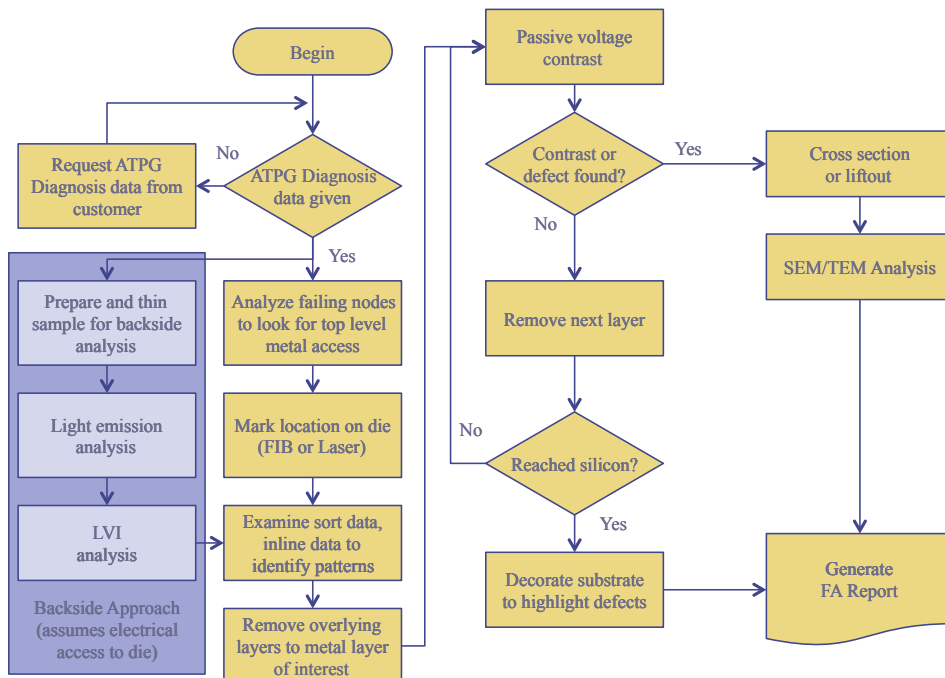 Begin
No
Request ATPG
Diagnosis data from
customer
ATPG Diagnosis
data given
Yes
Prepare and thin
sample for backside
analysis
Light emission
analysis
LVI
analysis
Backside Approach
(assumes electrical
access to die)
Analyze failing nodes
to look for top level
metal access
Mark location on die
(FIB or Laser)
Examine sort data,
inline data to
identify patterns
Remove overlying
layers to metal layer
of interest
Passive voltage
contrast
Contrast or
defect found?
Yes
No
Remove next layer
No
Reached silicon?
Yes
Decorate substrate
to highlight defects
Cross section
or liftout
SEM/TEM Analysis
Generate
FA Report